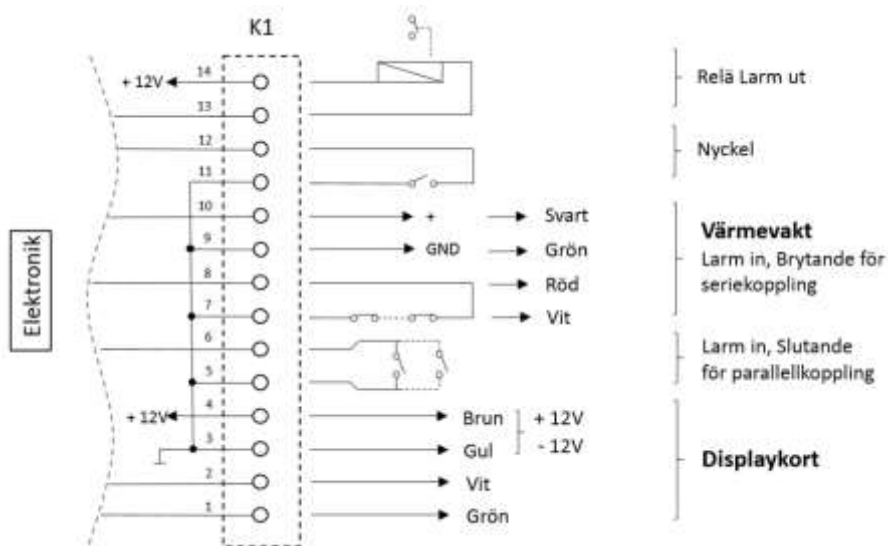 K1
+ 12V
14
Relä Larm ut
13
12
Nyckel
11
10
+
Svart
Värmevakt
9
GND
Grön
Larm in, Brytande för
seriekoppling
8
Röd
7
Vit
Elektronik
6
Larm in, Slutande
för parallellkoppling
5
+ 12V
4
Brun
+ 12V
3
Gul
- 12V
Displaykort
2
Vit
1
Grön